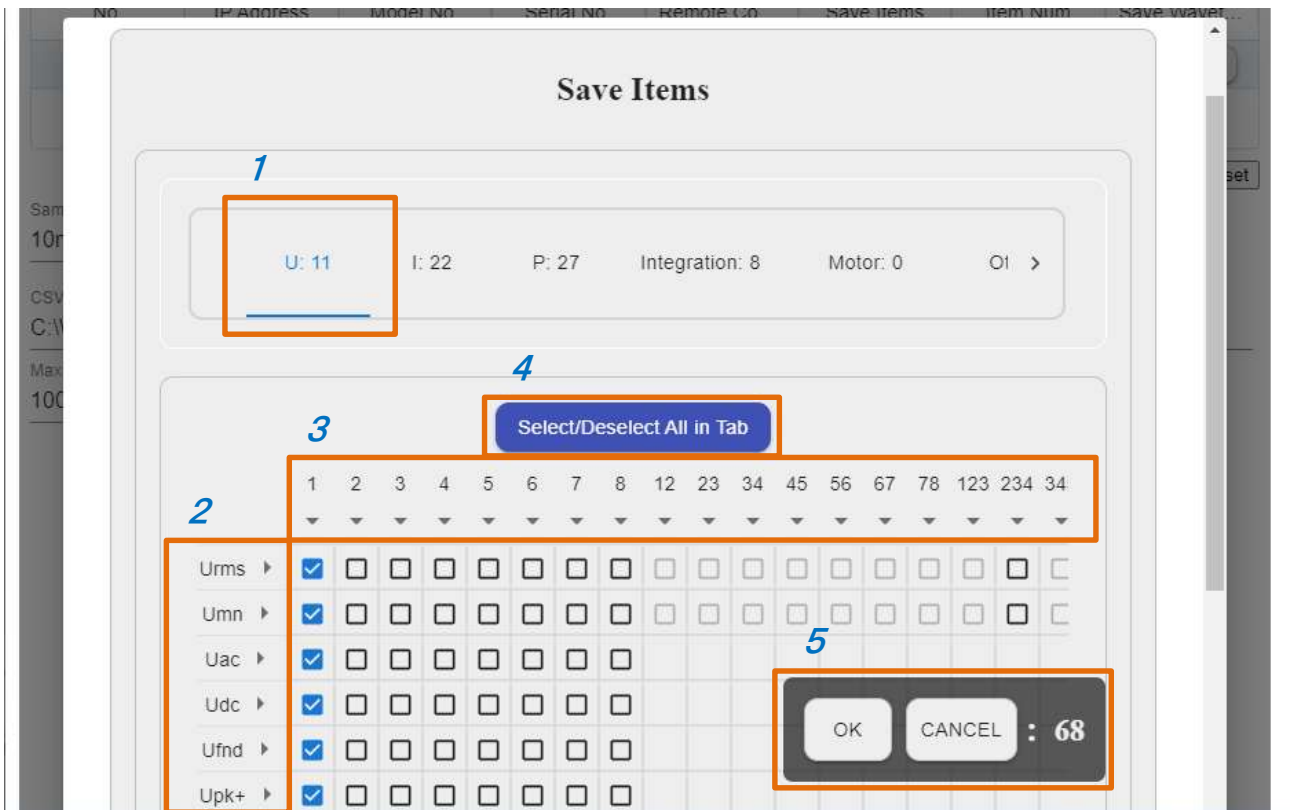 No IP Address Model No Serial No Remote Co Save Items Item Num Save Wavef...
Save Items
1
set
Sam
10m
U: 11 I: 22 P: 27 Integration: 8 Motor: 0 Ot
CSV
C:\
Max
100
4
Select/Deselect All in Tab
3
1 2 3 4 5 6 7 8 12 23 34 45 56 67 78 123 234 34
2
Urms
Umn
5
Uac
Udc
OK CANCEL : 68
Ufnd
Upk+